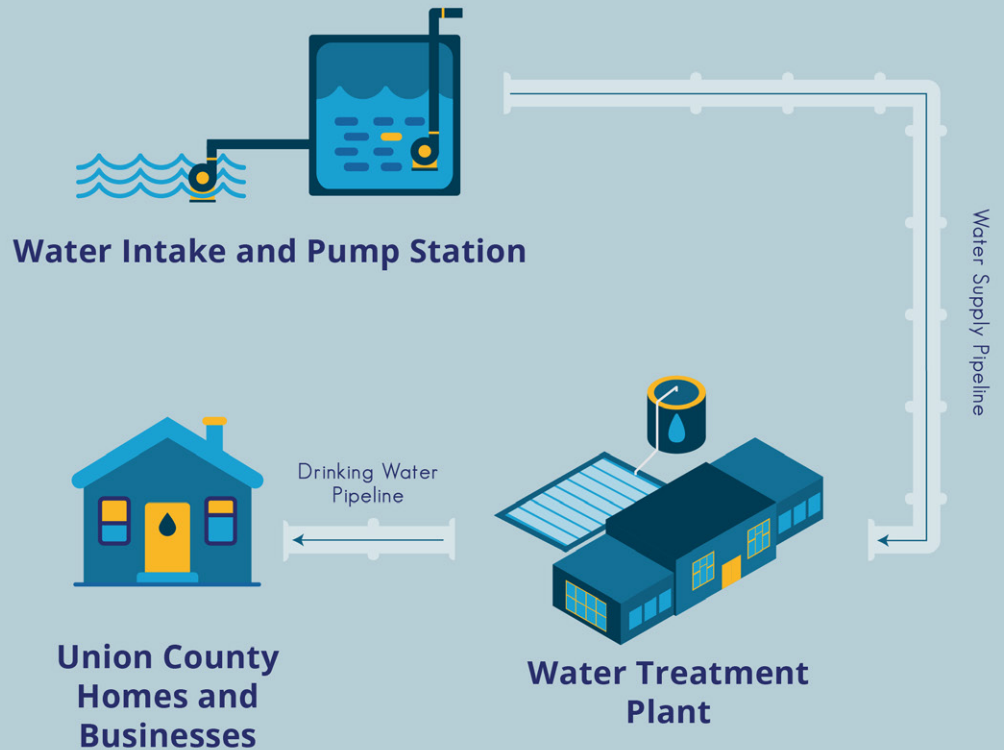 Water Intake and Pump Station
Water Supply Pipeline
Drinking Water
Pipeline
Union County
Homes and
Businesses
Water Treatment
Plant